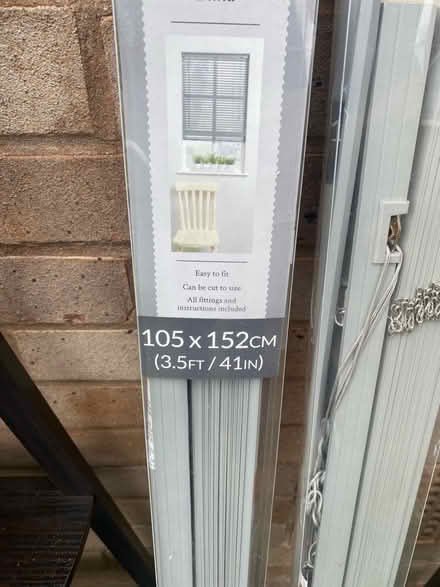 Easy to fit
Can be cut to size
All fittings and
instructions included
105 x 152CM
(3.5FT / 41IN)